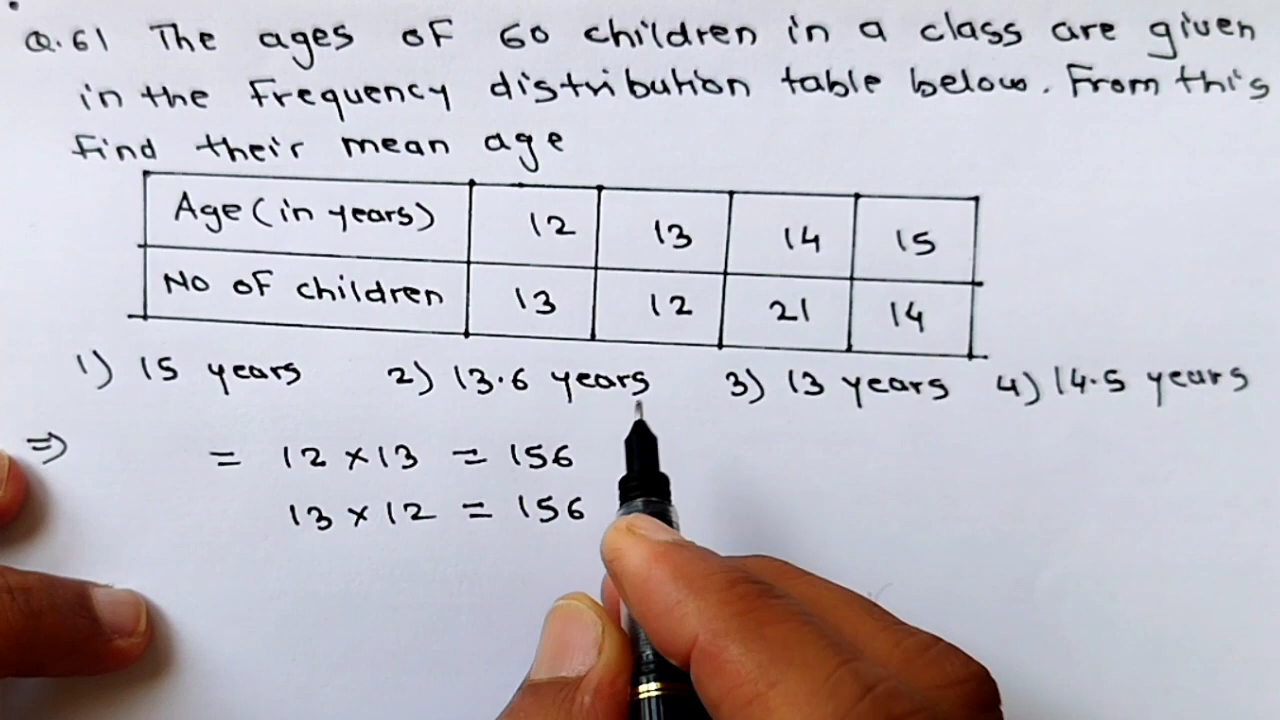 Q.61 The ages of 60 children in a class are given
in the frequency distribution table below. From this
find their mean age
Age (in years) 12 13 14 15
No of children 13 12 21 14
1) 15 years 2) 13.6 years 3) 13 years 4) 14.5 years
⇒ = 12 × 13 = 156
13 × 12 = 156